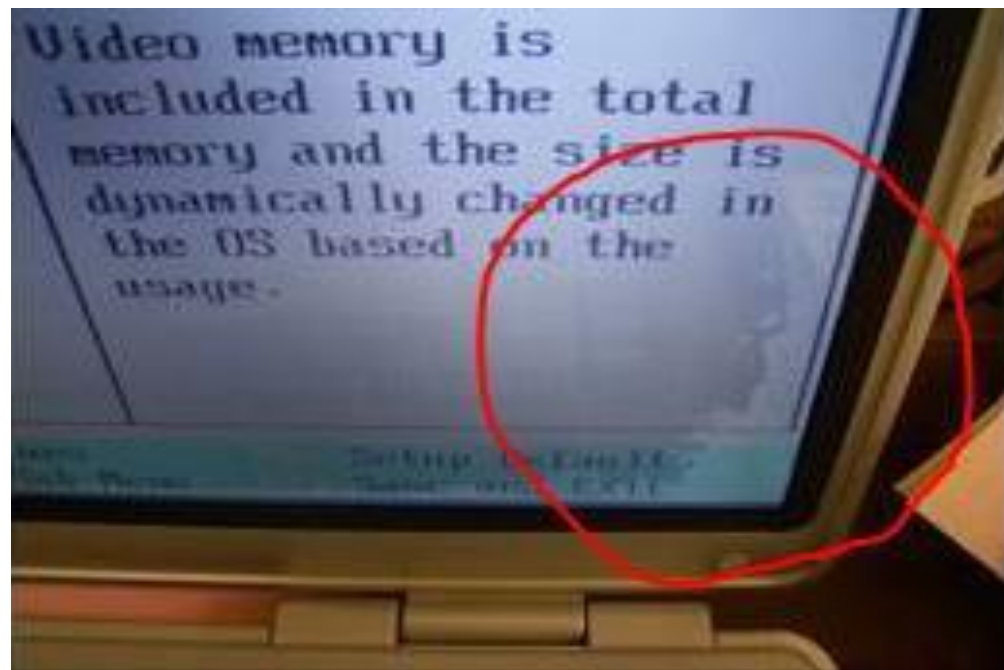 Video memory is
included in the total
memory and the size is
dynamically changed in
the OS based on the
usage.
Setup Defaults
Save and EXIT